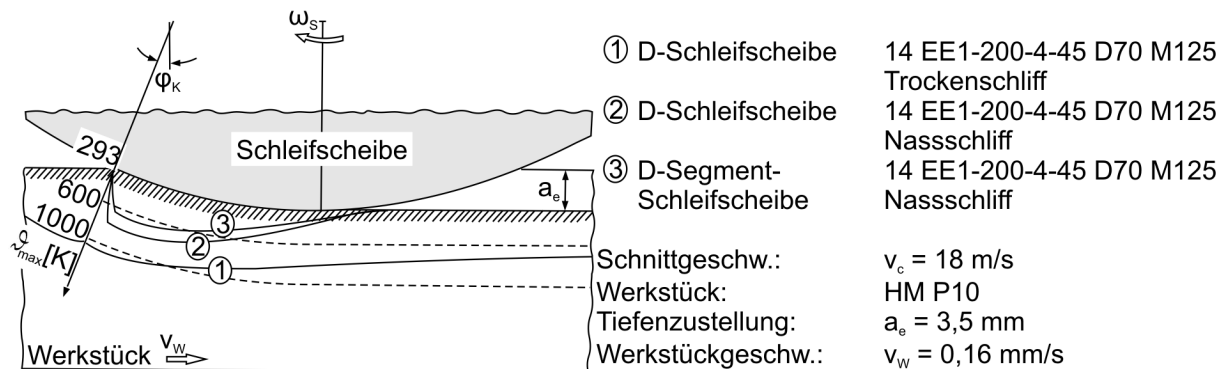 ω_ST
φ_K
293
Schleifscheibe
600
a_e
1000
③
②
①
ϑ_max [K]
Werkstück v_W
① D-Schleifscheibe 14 EE1-200-4-45 D70 M125
Trockenschliff
② D-Schleifscheibe 14 EE1-200-4-45 D70 M125
Nassschliff
③ D-Segment- 14 EE1-200-4-45 D70 M125
Schleifscheibe Nassschliff
Schnittgeschw.: v_c = 18 m/s
Werkstück: HM P10
Tiefenzustellung: a_e = 3,5 mm
Werkstückgeschw.: v_W = 0,16 mm/s